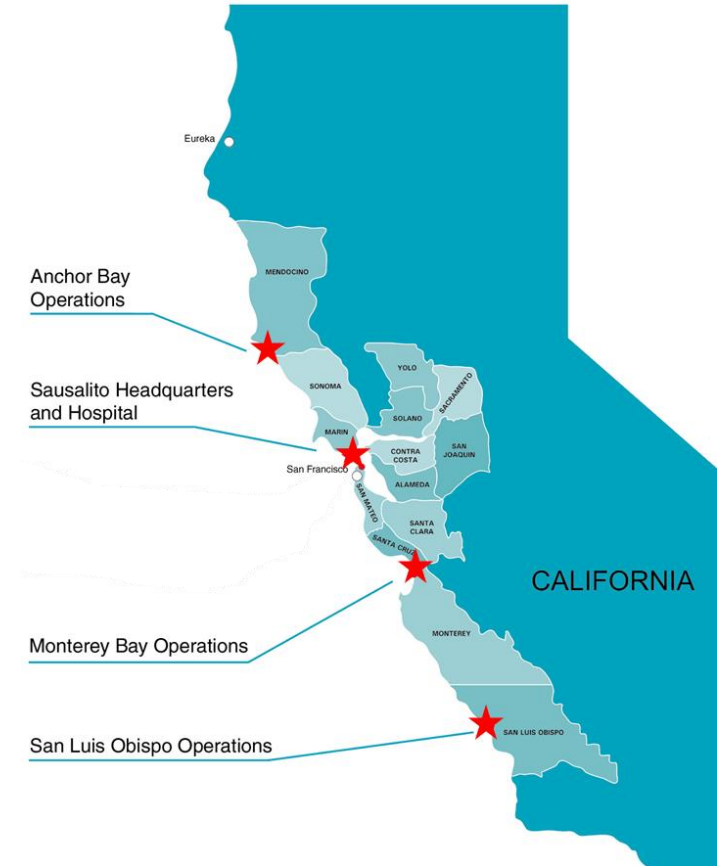 Eureka
MENDOCINO
Anchor Bay
Operations
YOLO
SACRAMENTO
Sausalito Headquarters
and Hospital
SONOMA
SOLANO
MARIN
CONTRA
COSTA
SAN
JOAQUIN
San Francisco
ALAMEDA
SAN MATEO
SANTA
CLARA
SANTA CRUZ
CALIFORNIA
Monterey Bay Operations
MONTEREY
San Luis Obispo Operations
SAN LUIS OBISPO